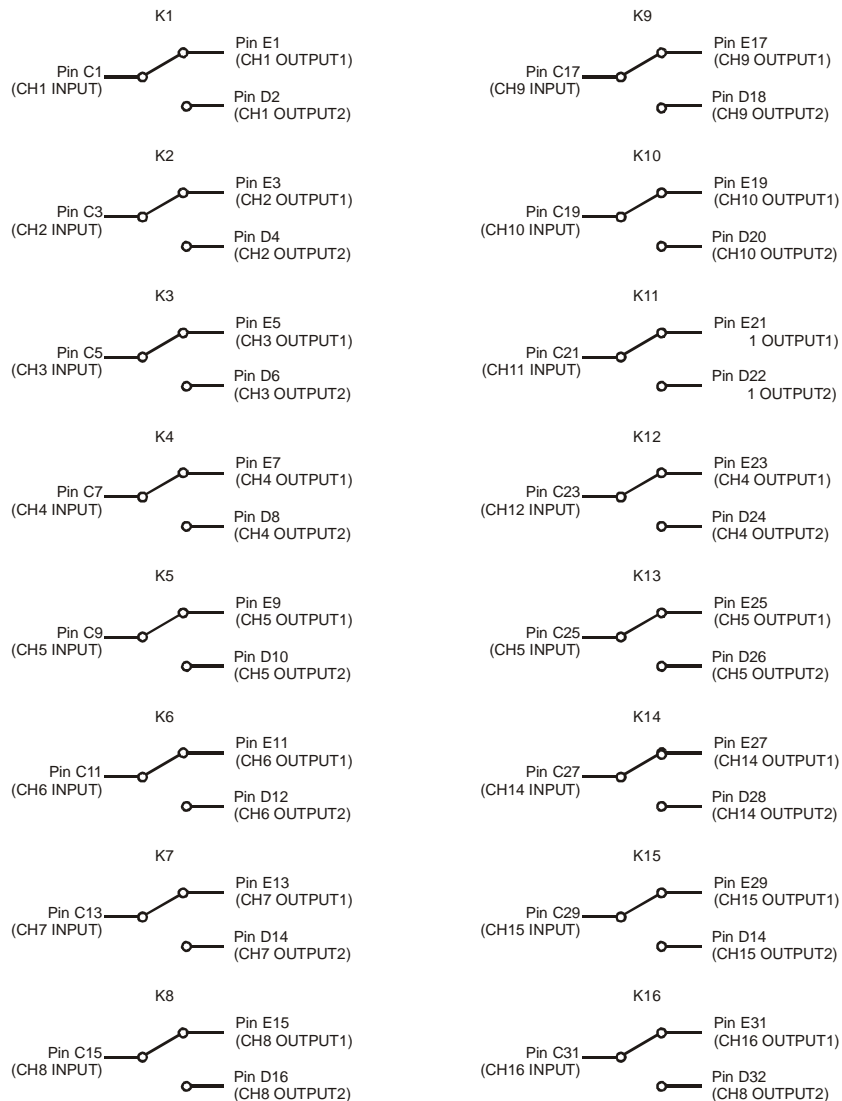 K1
Pin E1
(CH1 OUTPUT1)
Pin C1
(CH1 INPUT)
Pin D2
(CH1 OUTPUT2)
K2
Pin E3
(CH2 OUTPUT1)
Pin C3
(CH2 INPUT)
Pin D4
(CH2 OUTPUT2)
K3
Pin E5
(CH3 OUTPUT1)
Pin C5
(CH3 INPUT)
Pin D6
(CH3 OUTPUT2)
K4
Pin E7
(CH4 OUTPUT1)
Pin C7
(CH4 INPUT)
Pin D8
(CH4 OUTPUT2)
K5
Pin E9
(CH5 OUTPUT1)
Pin C9
(CH5 INPUT)
Pin D10
(CH5 OUTPUT2)
K6
Pin E11
(CH6 OUTPUT1)
Pin C11
(CH6 INPUT)
Pin D12
(CH6 OUTPUT2)
K7
Pin E13
(CH7 OUTPUT1)
Pin C13
(CH7 INPUT)
Pin D14
(CH7 OUTPUT2)
K8
Pin E15
(CH8 OUTPUT1)
Pin C15
(CH8 INPUT)
Pin D16
(CH8 OUTPUT2)
K9
Pin E17
(CH9 OUTPUT1)
Pin C17
(CH9 INPUT)
Pin D18
(CH9 OUTPUT2)
K10
Pin E19
(CH10 OUTPUT1)
Pin C19
(CH10 INPUT)
Pin D20
(CH10 OUTPUT2)
K11
Pin E21
1 OUTPUT1)
Pin C21
(CH11 INPUT)
Pin D22
1 OUTPUT2)
K12
Pin E23
(CH4 OUTPUT1)
Pin C23
(CH12 INPUT)
Pin D24
(CH4 OUTPUT2)
K13
Pin E25
(CH5 OUTPUT1)
Pin C25
(CH5 INPUT)
Pin D26
(CH5 OUTPUT2)
K14
Pin E27
(CH14 OUTPUT1)
Pin C27
(CH14 INPUT)
Pin D28
(CH14 OUTPUT2)
K15
Pin E29
(CH15 OUTPUT1)
Pin C29
(CH15 INPUT)
Pin D14
(CH15 OUTPUT2)
K16
Pin E31
(CH16 OUTPUT1)
Pin C31
(CH16 INPUT)
Pin D32
(CH8 OUTPUT2)